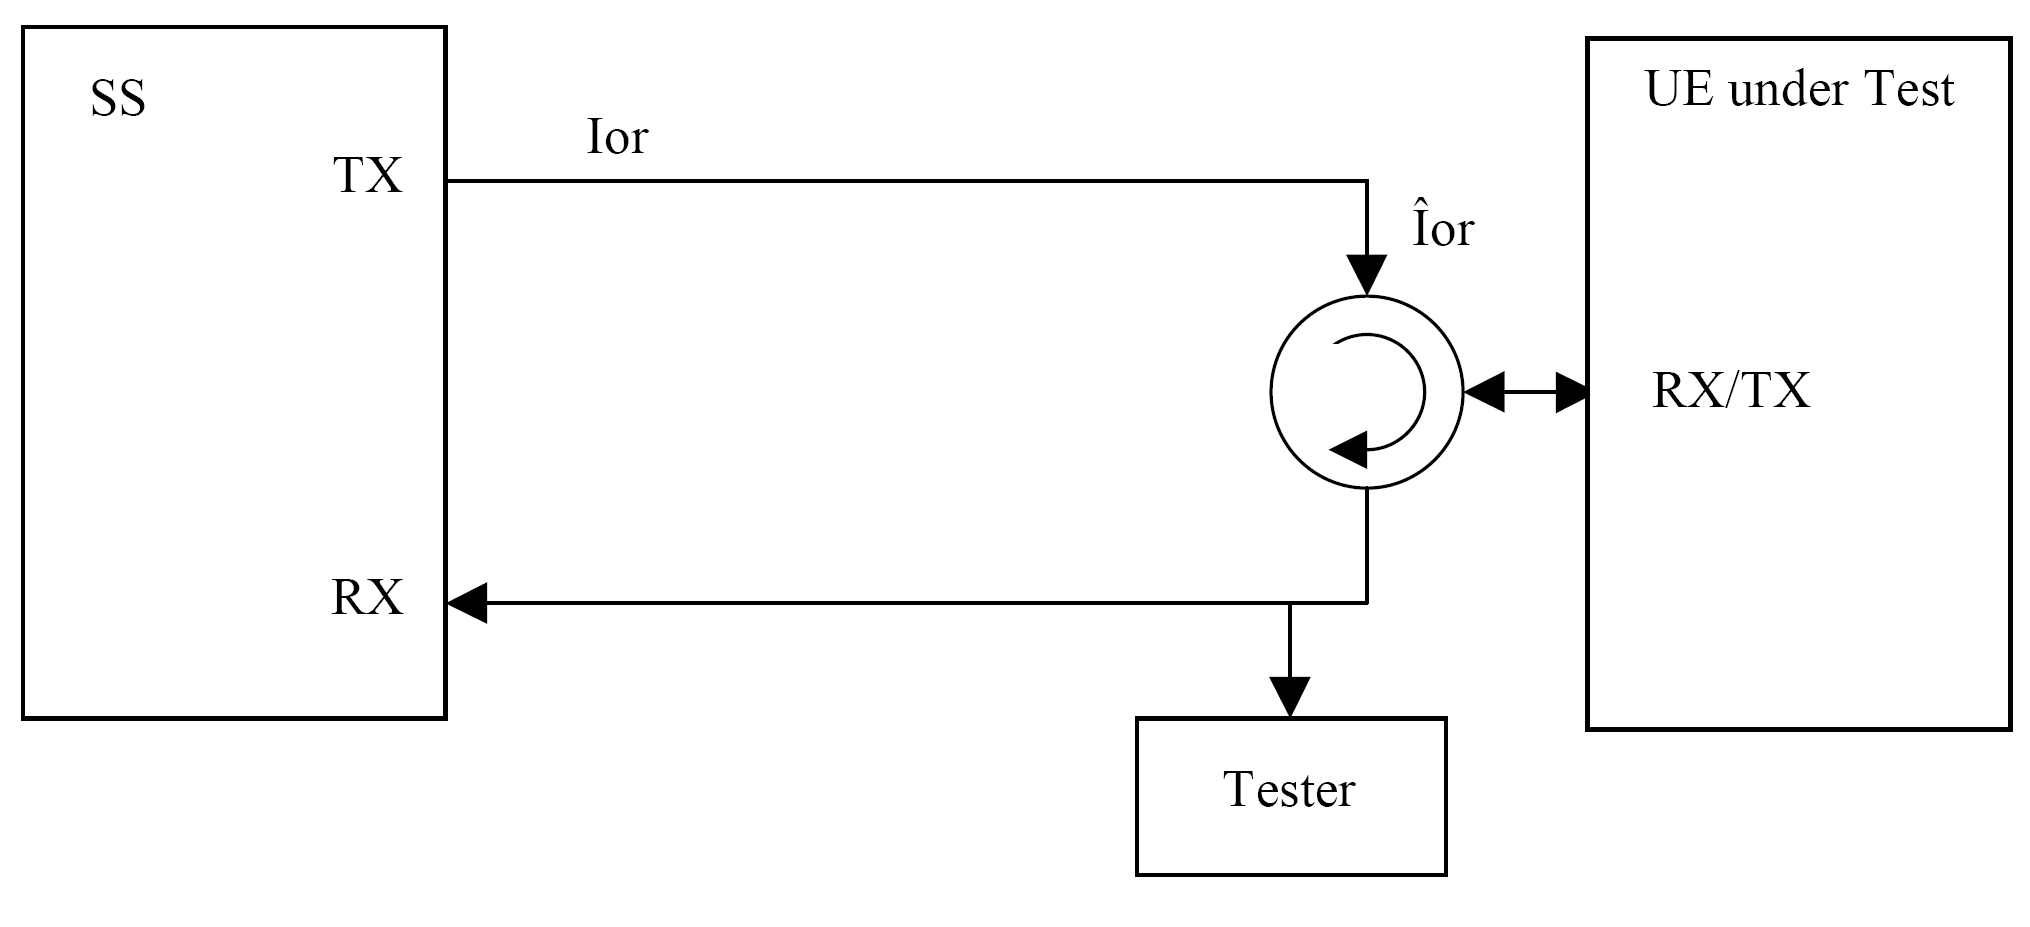 SS
UE under Test
TX
Ior
Îor
RX/TX
RX
Tester